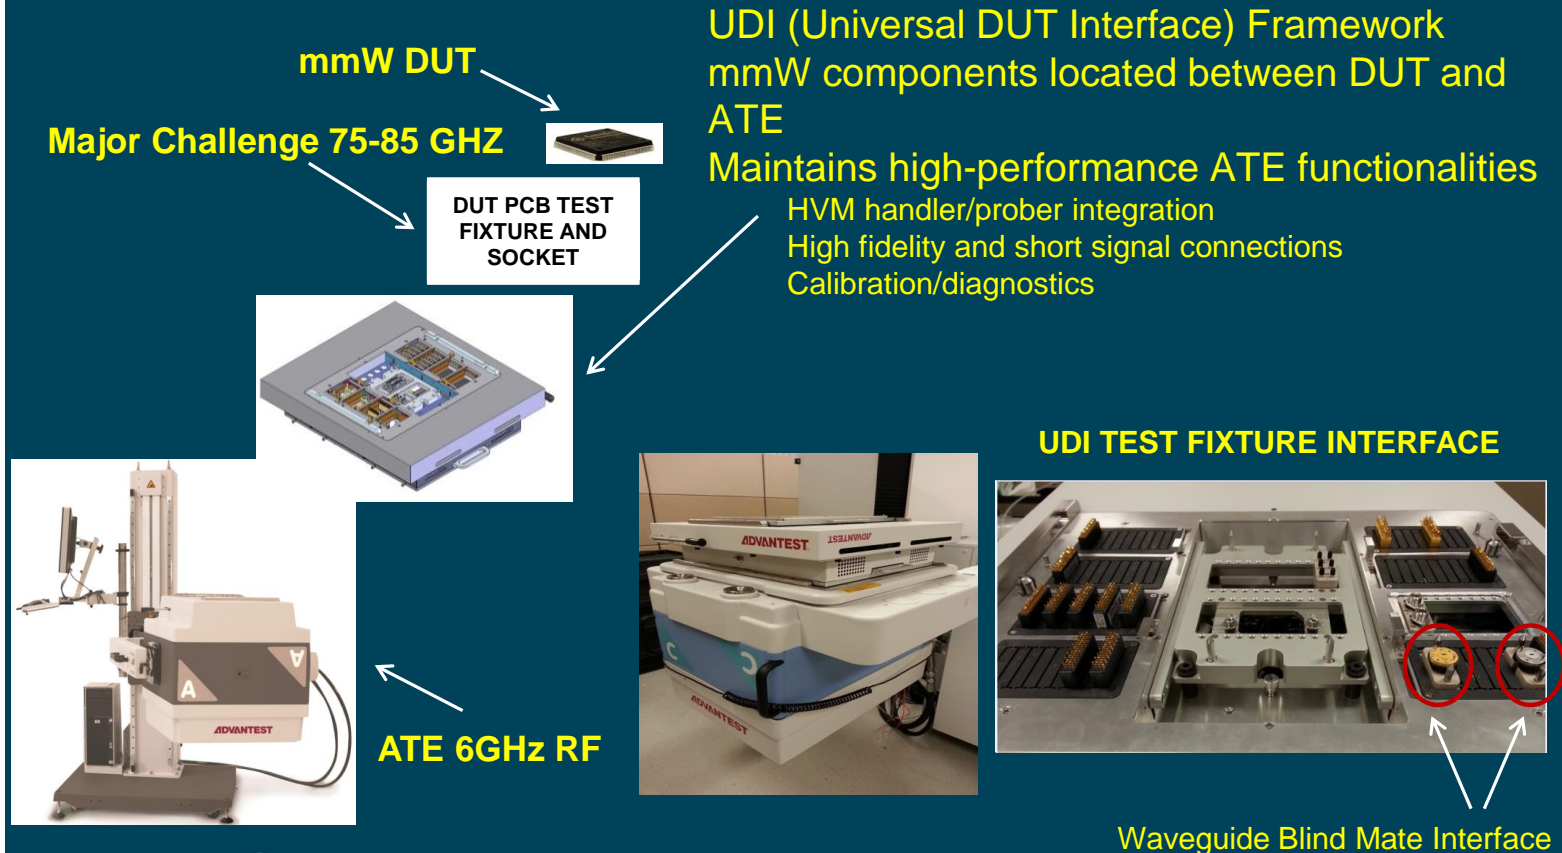 mmW DUT
Major Challenge 75-85 GHZ
DUT PCB TEST
FIXTURE AND
SOCKET
UDI (Universal DUT Interface) Framework
mmW components located between DUT and
ATE
Maintains high-performance ATE functionalities
HVM handler/prober integration
High fidelity and short signal connections
Calibration/diagnostics
A
A
ADVANTEST
ATE 6GHz RF
ADVANTEST
ADVANTEST
C
C
ADVANTEST
UDI TEST FIXTURE INTERFACE
Waveguide Blind Mate Interface